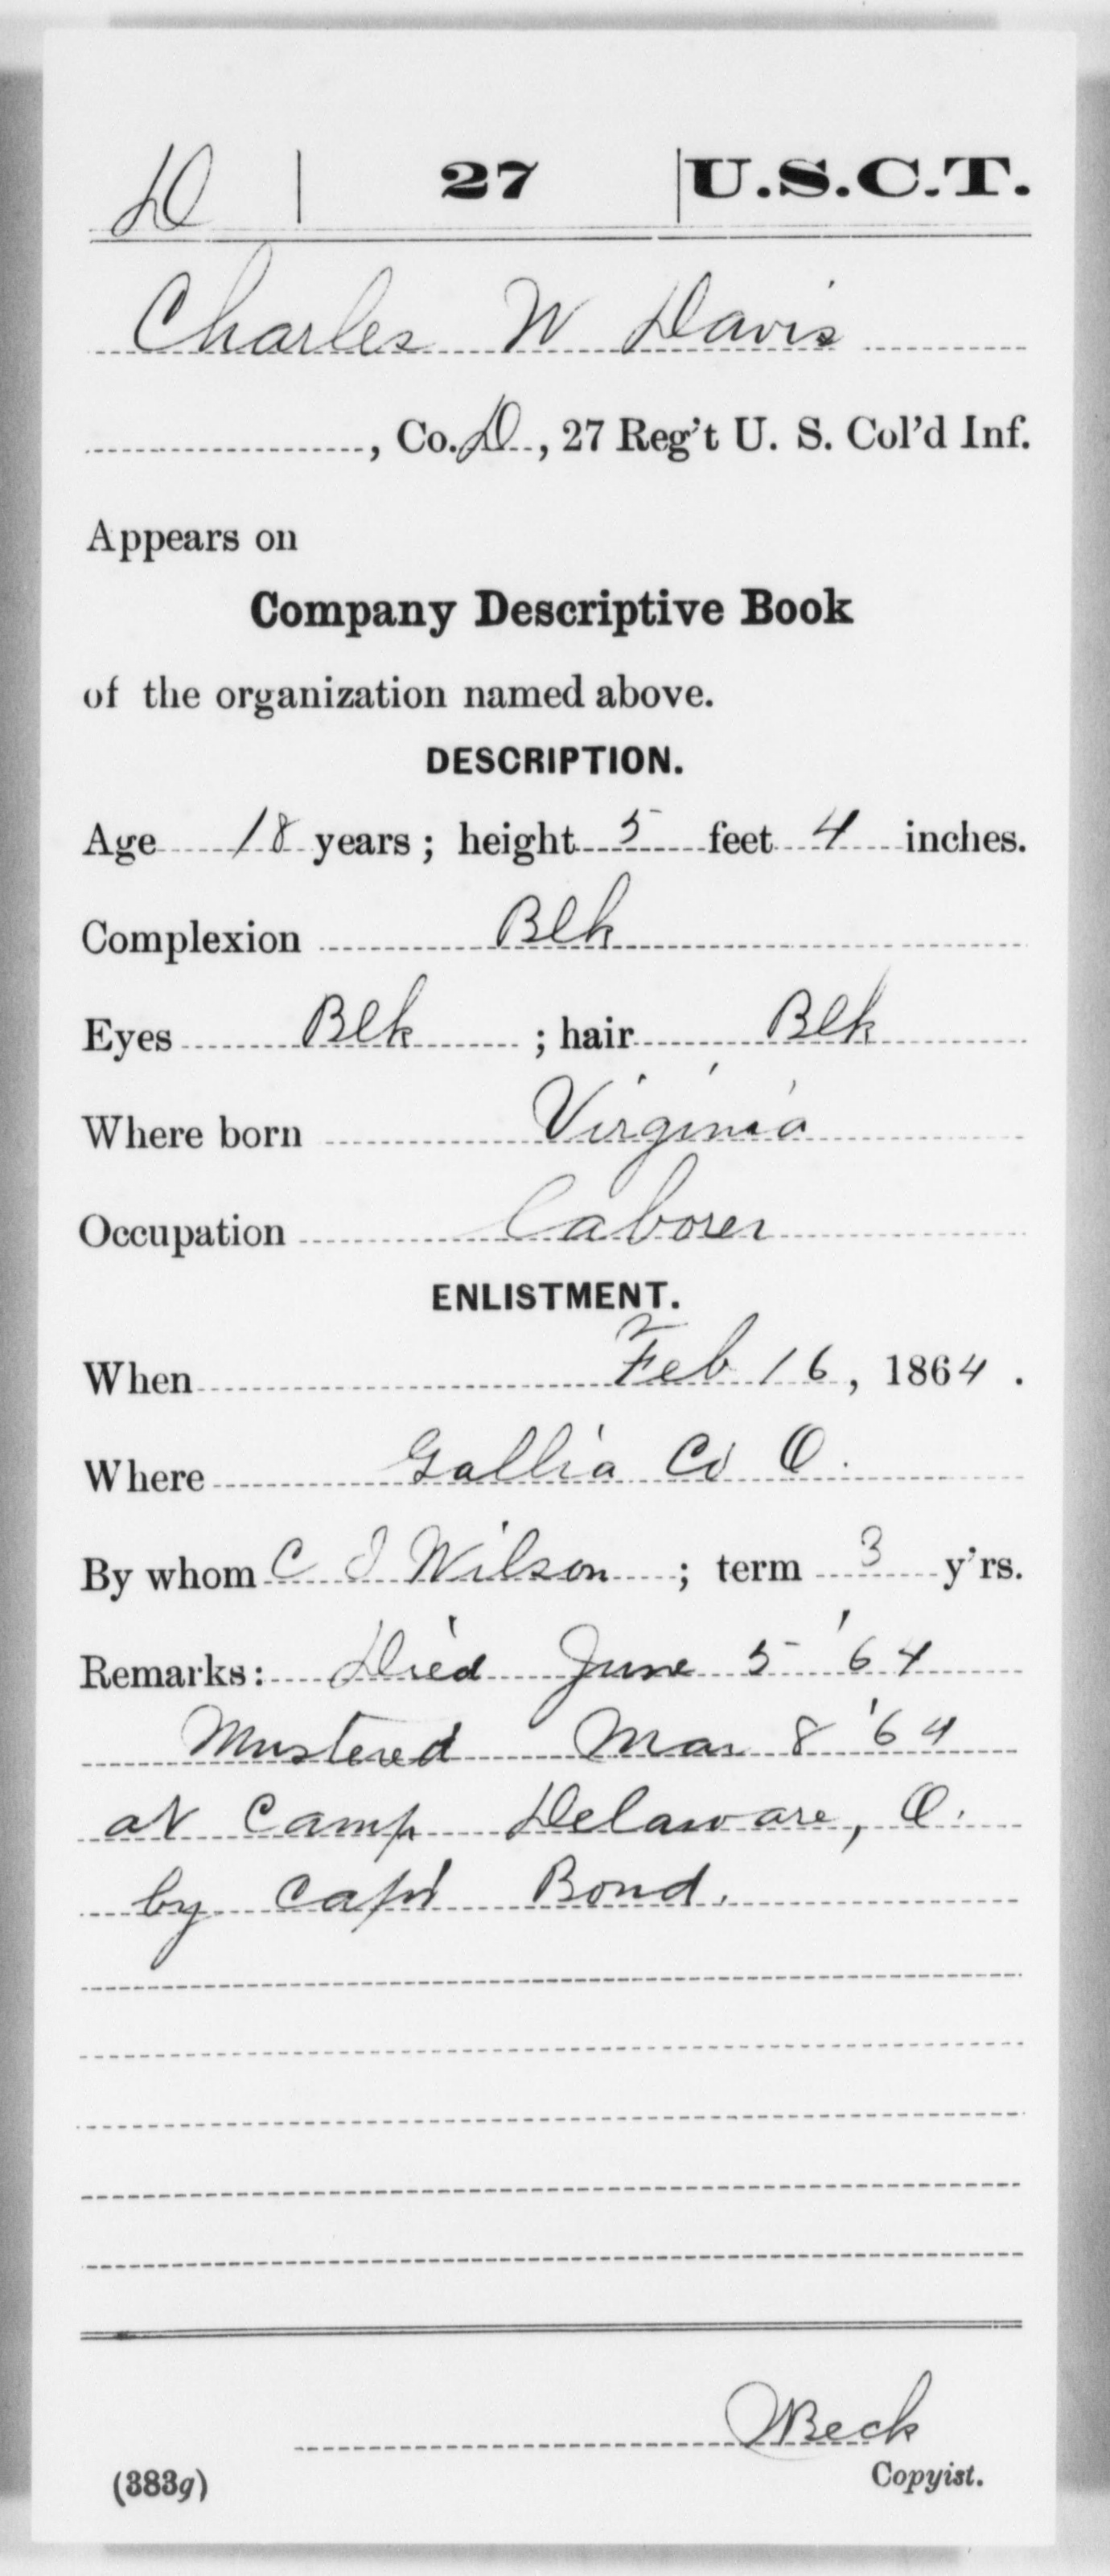 D | 27 | U.S.C.T.
Charles W Davis
, Co. D, 27 Reg't U. S. Col'd Inf.
Appears on
Company Descriptive Book
of the organization named above.
DESCRIPTION.
Age 18 years; height 5 feet 4 inches.
Complexion Blk
Eyes Blk ; hair Blk
Where born Virginia
Occupation Laborer
ENLISTMENT.
When Feb 16, 1864.
Where Gallia Co O.
By whom C I Wilson ; term 3 y'rs.
Remarks: Died June 5 '64
Mustered Mar 8 '64
at Camp Delaware, O.
by Capt Bond.
Beck
(383g) Copyist.